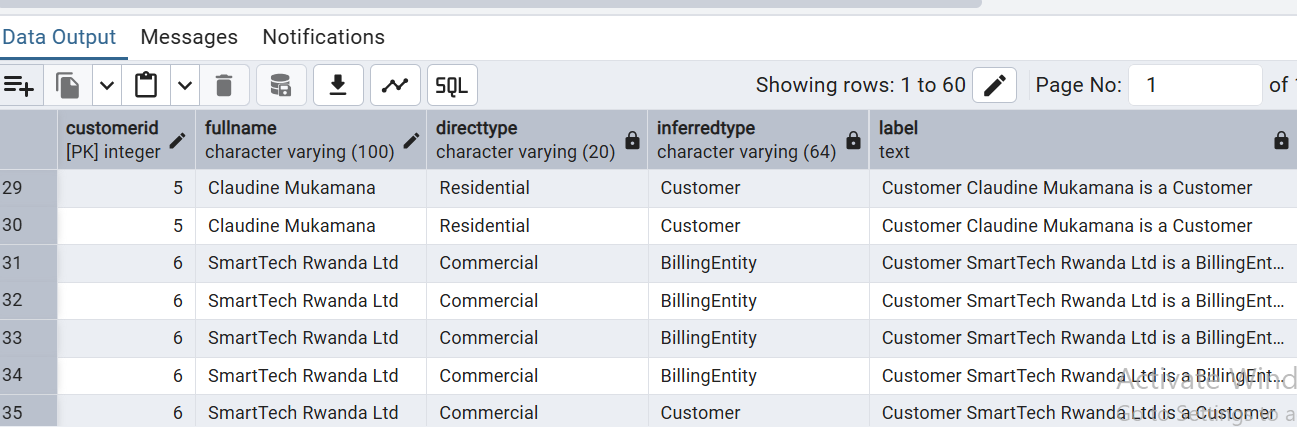 Data Output Messages Notifications
SQL Showing rows: 1 to 60 Page No: 1 of
customerid fullname directtype inferredtype label
[PK] integer character varying (100) character varying (20) character varying (64) text
29 5 Claudine Mukamana Residential Customer Customer Claudine Mukamana is a Customer
30 5 Claudine Mukamana Residential Customer Customer Claudine Mukamana is a Customer
31 6 SmartTech Rwanda Ltd Commercial BillingEntity Customer SmartTech Rwanda Ltd is a BillingEnt...
32 6 SmartTech Rwanda Ltd Commercial BillingEntity Customer SmartTech Rwanda Ltd is a BillingEnt...
33 6 SmartTech Rwanda Ltd Commercial BillingEntity Customer SmartTech Rwanda Ltd is a BillingEnt...
34 6 SmartTech Rwanda Ltd Commercial BillingEntity Customer SmartTech Rwanda Ltd is a BillingEnt...
Activate Wind
35 6 SmartTech Rwanda Ltd Commercial Customer Customer SmartTech Rwanda Ltd is a Customer
Go to Settings to a